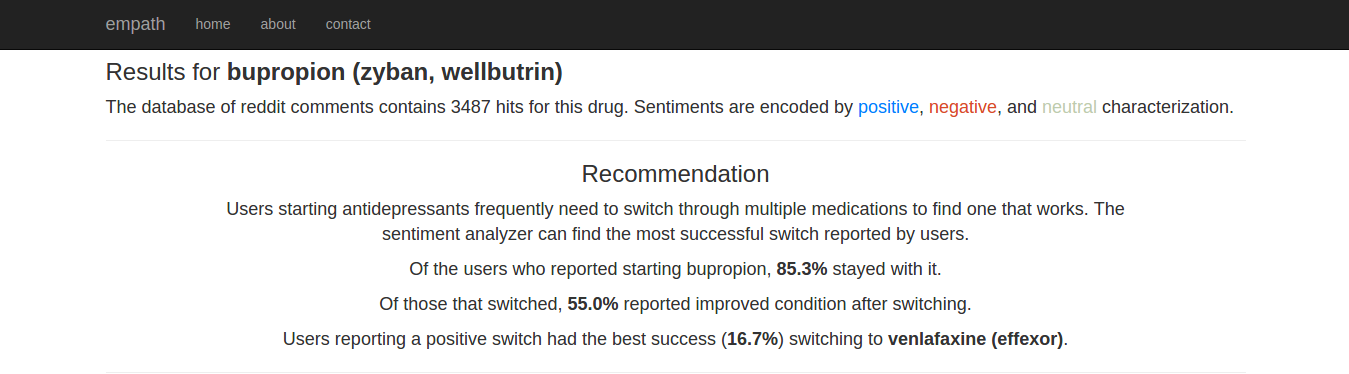 empath home about contact
Results for bupropion (zyban, wellbutrin)
The database of reddit comments contains 3487 hits for this drug. Sentiments are encoded by positive, negative, and neutral characterization.
Recommendation
Users starting antidepressants frequently need to switch through multiple medications to find one that works. The
sentiment analyzer can find the most successful switch reported by users.
Of the users who reported starting bupropion, 85.3% stayed with it.
Of those that switched, 55.0% reported improved condition after switching.
Users reporting a positive switch had the best success (16.7%) switching to venlafaxine (effexor).